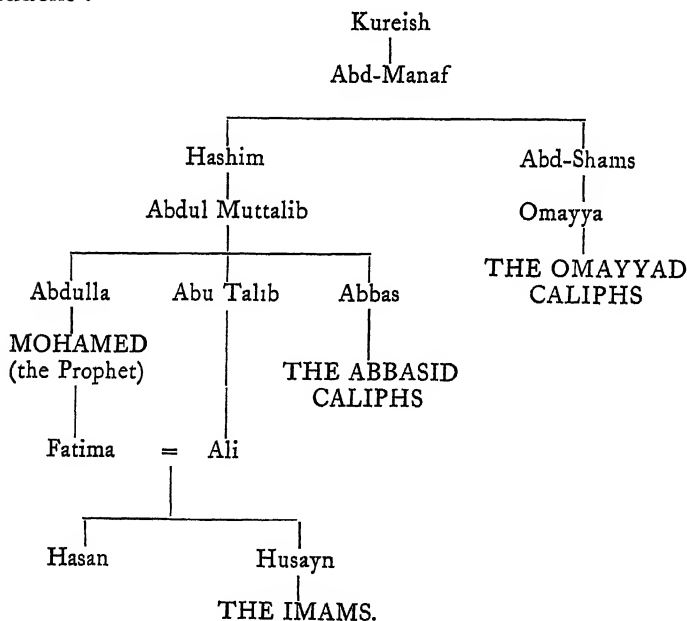 Kureish
Abd-Manaf
Hashim Abd-Shams
Abdul Muttalib Omayya
THE OMAYYAD
CALIPHS
Abdulla Abu Talib Abbas
MOHAMED
(the Prophet)
THE ABBASID
CALIPHS
Fatima = Ali
Hasan Husayn
THE IMAMS.